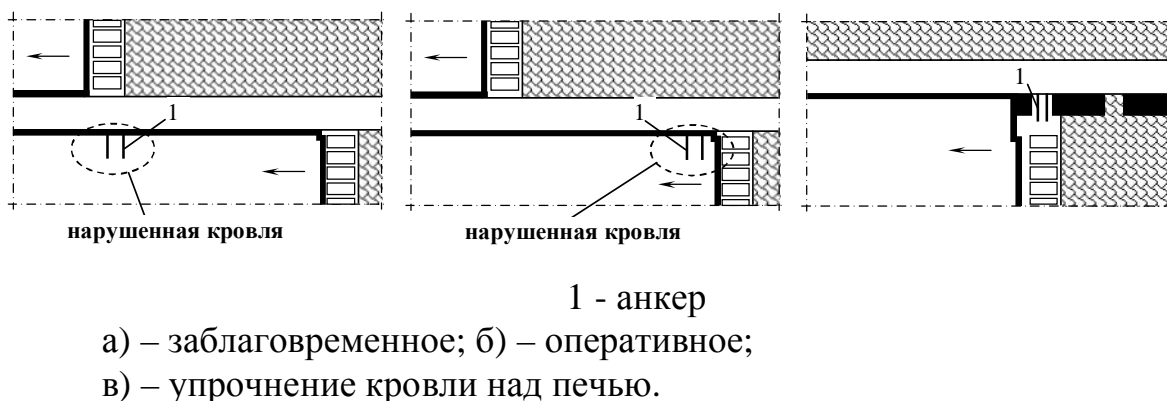 1
1
1
нарушенная кровля
нарушенная кровля
1 - анкер
а) – заблаговременное; б) – оперативное;
в) – упрочнение кровли над печью.